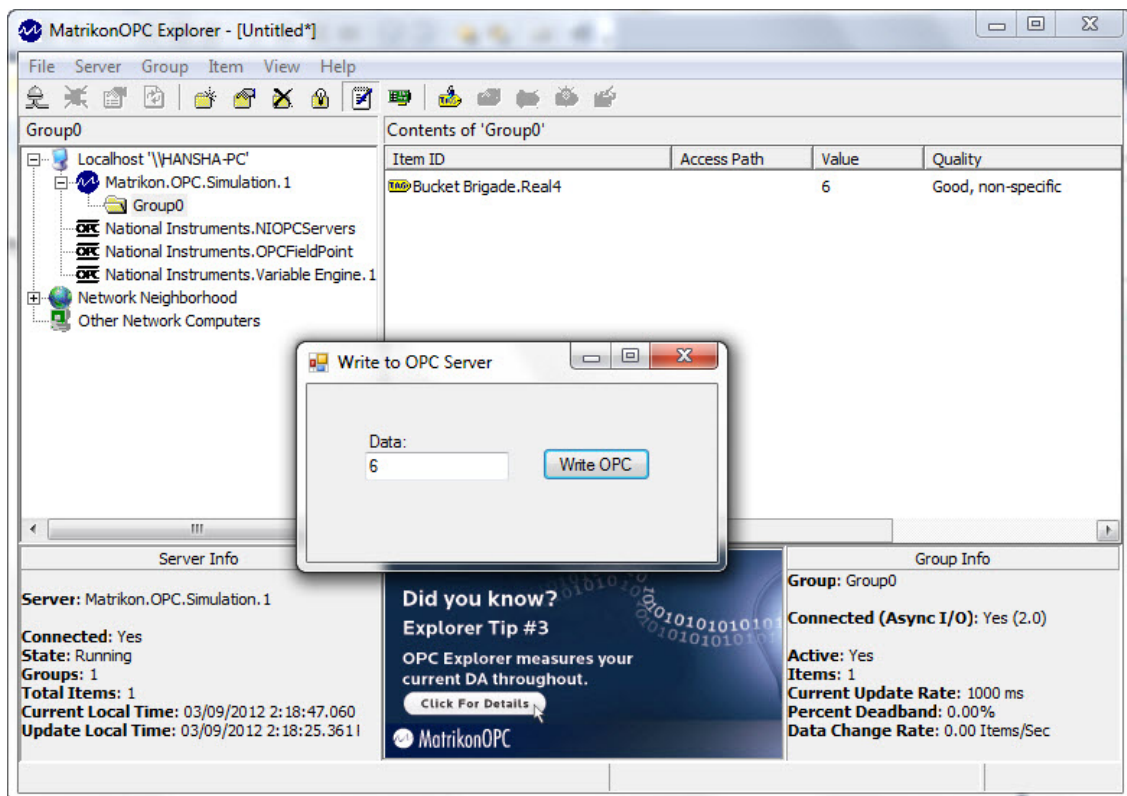 MatrikonOPC Explorer - [Untitled*]
File Server Group Item View Help
Group0
Contents of 'Group0'
Localhost '\\HANSHA-PC'
Item ID Access Path Value Quality
Matrikon.OPC.Simulation.1
Bucket Brigade.Real4 6 Good, non-specific
Group0
National Instruments.NIOPCServers
National Instruments.OPCFieldPoint
National Instruments.Variable Engine.1
Network Neighborhood
Other Network Computers
Write to OPC Server
Data:
6
Write OPC
Server Info
Server: Matrikon.OPC.Simulation.1
Connected: Yes
State: Running
Groups: 1
Total Items: 1
Current Local Time: 03/09/2012 2:18:47.060
Update Local Time: 03/09/2012 2:18:25.361
Did you know?
Explorer Tip #3
OPC Explorer measures your
current DA throughout.
Click For Details
MatrikonOPC
Group Info
Group: Group0
Connected (Async I/O): Yes (2.0)
Active: Yes
Items: 1
Current Update Rate: 1000 ms
Percent Deadband: 0.00%
Data Change Rate: 0.00 Items/Sec